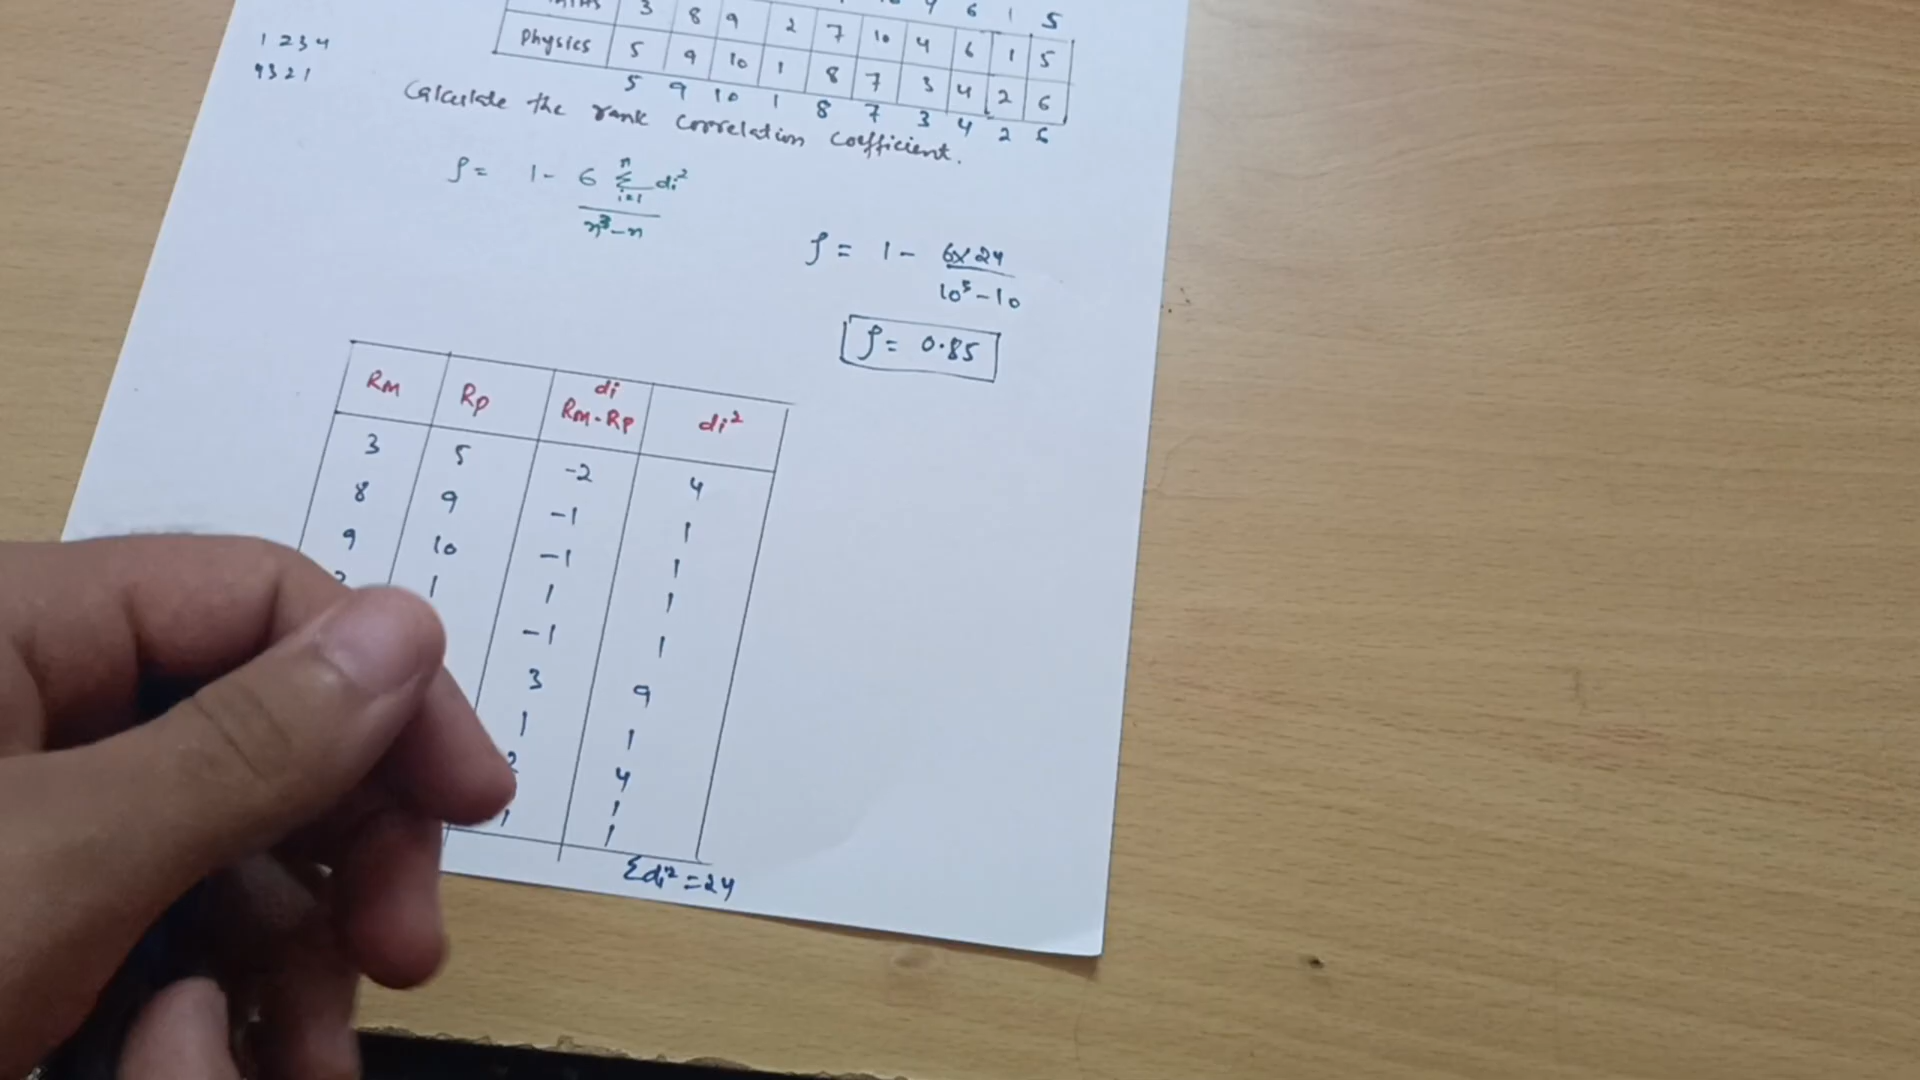 3 8 9 2 7 10 4 6 1 5
Physics 5 9 10 1 8 7 3 4 2 6
5 9 10 1 8 7 3 4 2 6
1 2 3 4
4 3 2 1
Calculate the rank correlation coefficient.
ρ = 1 - 6 Σ di²
n
i=1
n³-n
ρ = 1 - 6x24
10³-10
ρ = 0.85
Rm Rp di Rm-Rp di²
3 5 -2 4
8 9 -1 1
9 10 -1 1
1 1 1
-1 1
3 9
1 1
2 4
1
1 1
Σdi²=24